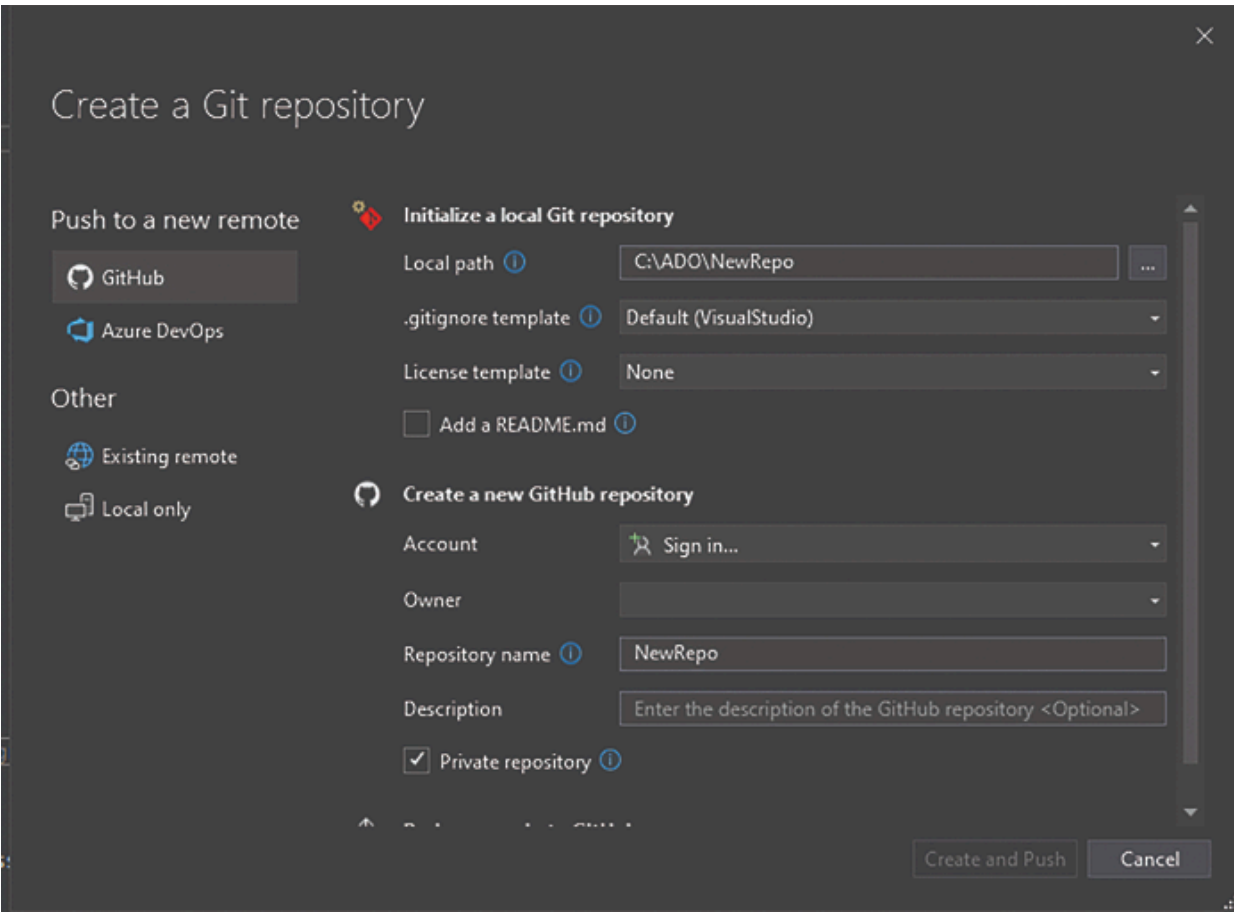 Create a Git repository
Push to a new remote
GitHub
Azure DevOps
Other
Existing remote
Local only
Initialize a local Git repository
Local path C:\ADO\NewRepo ...
.gitignore template Default (VisualStudio)
License template None
Add a README.md
Create a new GitHub repository
Account Sign in...
Owner
Repository name NewRepo
Description Enter the description of the GitHub repository <Optional>
Private repository
Create and Push Cancel